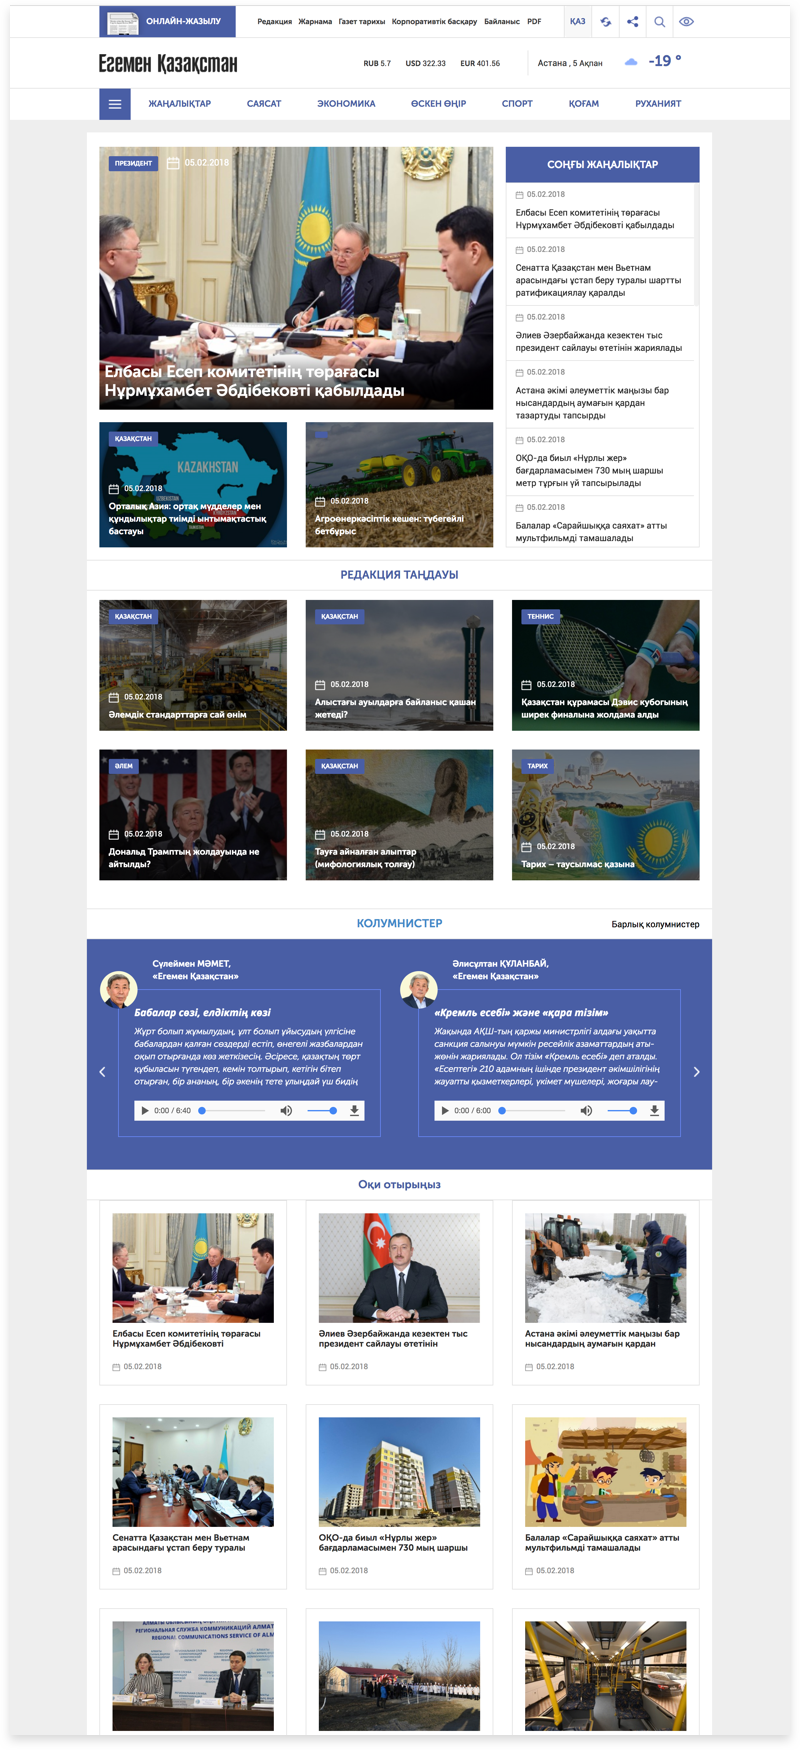 ОНЛАЙН-ЖАЗЫЛУ
Редакция Жарнама Газет тарихы Корпоративтік басқару Байланыс PDF
ҚАЗ
Егемен Қазақстан
RUB 5.7 USD 322.33 EUR 401.56
Астана , 5 Ақпан
-19 °
ЖАҢАЛЫҚТАР САЯСАТ ЭКОНОМИКА ӨСКЕН ӨҢІР СПОРТ ҚОҒАМ РУХАНИЯТ
ПРЕЗИДЕНТ
05.02.2018
Елбасы Есеп комитетінің төрағасы
Нұрмұхамбет Әбдібековті қабылдады
СОҢҒЫ ЖАҢАЛЫҚТАР
05.02.2018
Елбасы Есеп комитетінің төрағасы
Нұрмұхамбет Әбдібековті қабылдады
05.02.2018
Сенатта Қазақстан мен Вьетнам
арасындағы ұстап беру туралы шартты
ратификациялау қаралды
05.02.2018
Әлиев Әзербайжанда кезектен тыс
президент сайлауы өтетінін жариялады
05.02.2018
Астана әкімі әлеуметтік маңызы бар
нысандардың аумағын қардан
тазартуды тапсырды
05.02.2018
ОҚО-да биыл «Нұрлы жер»
бағдарламасымен 730 мың шаршы
метр тұрғын үй тапсырылады
05.02.2018
Балалар «Сарайшыққа саяхат» атты
мультфильмді тамашалады
ҚАЗАҚСТАН
KAZAKHSTAN
UZBEKISTAN
05.02.2018
Орталық Азия: ортақ мүдделер мен
құндылықтар тиімді ынтымақтастық
бастауы
05.02.2018
Агроөнеркәсіптік кешен: түбегейлі
бетбұрыс
РЕДАКЦИЯ ТАҢДАУЫ
ҚАЗАҚСТАН
05.02.2018
Әлемдік стандарттарға сай өнім
ҚАЗАҚСТАН
05.02.2018
Алыстағы ауылдарға байланыс қашан
жетеді?
ТЕННИС
05.02.2018
Қазақстан құрамасы Дэвис кубогының
ширек финалына жолдама алды
ӘЛЕМ
05.02.2018
Дональд Трамптың жолдауында не
айтылды?
ҚАЗАҚСТАН
05.02.2018
Тауға айналған алыптар
(мифологиялық толғау)
ТАРИХ
05.02.2018
Тарих – таусылмас қазына
КОЛУМНИСТЕР
Барлық колумнистер
Сүлеймен МӘМЕТ,
«Егемен Қазақстан»
Бабалар сөзі, елдіктің көзі
Жұрт болып жұмылудың, ұлт болып ұйысудың үлгісіне
бабалардан қалған сөздерді естіп, өнегелі жазбалардан
оқып отырғанда көз жеткізесің. Әсіресе, қазақтың төрт
құбыласын түгендеп, кемін толтырып, кетігін бітеп
отырған, бір ананың, бір әкенің тете ұлындай үш бидің
0:00 / 6:40
Әлисұлтан ҚҰЛАНБАЙ,
«Егемен Қазақстан»
«Кремль есебі» және «қара тізім»
Жақында АҚШ-тың қаржы министрлігі алдағы уақытта
санкция салынуы мүмкін ресейлік азаматтардың аты-
жөнін жариялады. Ол тізім «Кремль есебі» деп аталды.
«Есептегі» 210 адамның ішінде президент әкімшілігінің
жауапты қызметкерлері, үкімет мүшелері, жоғары лау-
0:00 / 6:00
Оқи отырыңыз
Елбасы Есеп комитетінің төрағасы
Нұрмұхамбет Әбдібековті
05.02.2018
Әлиев Әзербайжанда кезектен тыс
президент сайлауы өтетінін
05.02.2018
Астана әкімі әлеуметтік маңызы бар
нысандардың аумағын қардан
05.02.2018
Сенатта Қазақстан мен Вьетнам
арасындағы ұстап беру туралы
05.02.2018
ОҚО-да биыл «Нұрлы жер»
бағдарламасымен 730 мың шаршы
05.02.2018
Балалар «Сарайшыққа саяхат» атты
мультфильмді тамашалады
05.02.2018
РЕГИОНАЛЬНАЯ СЛУЖБА КОММУНИКАЦИЙ АЛМАТ
REGIONAL COMMUNICATIONS SERVICE OF ALM